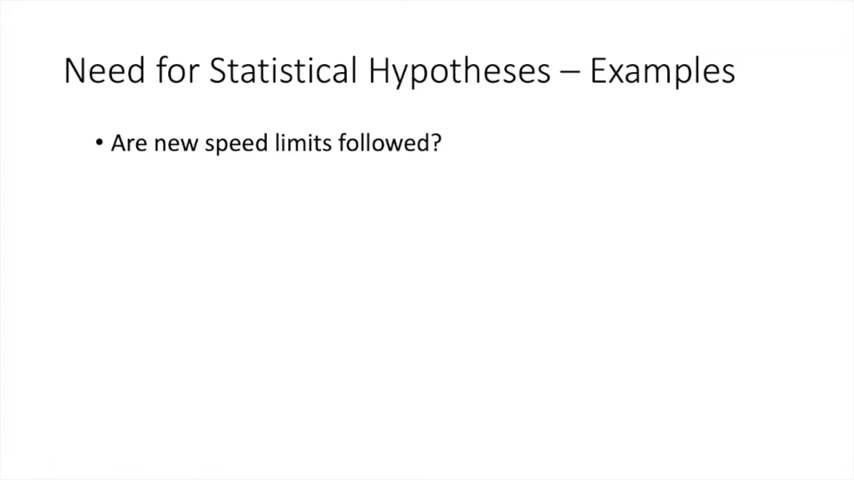 Need for Statistical Hypotheses – Examples
• Are new speed limits followed?